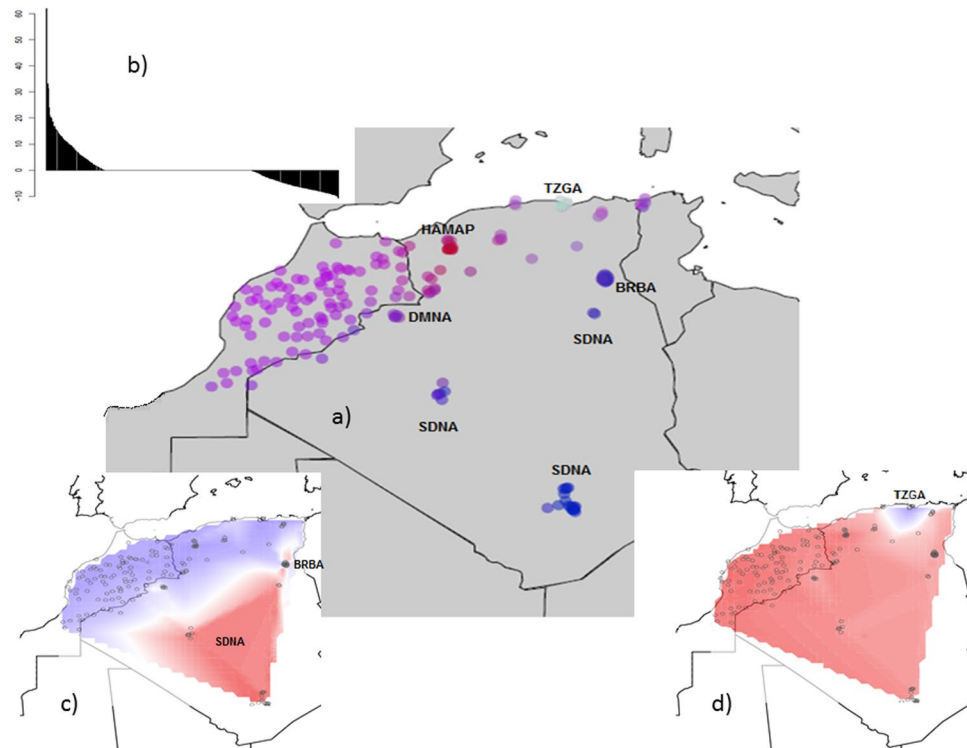 60
50
40
30
20
10
0
-10
b)
TZGA
HAMAP
BRBA
DMNA
SDNA
a)
SDNA
SDNA
TZGA
BRBA
SDNA
c)
d)